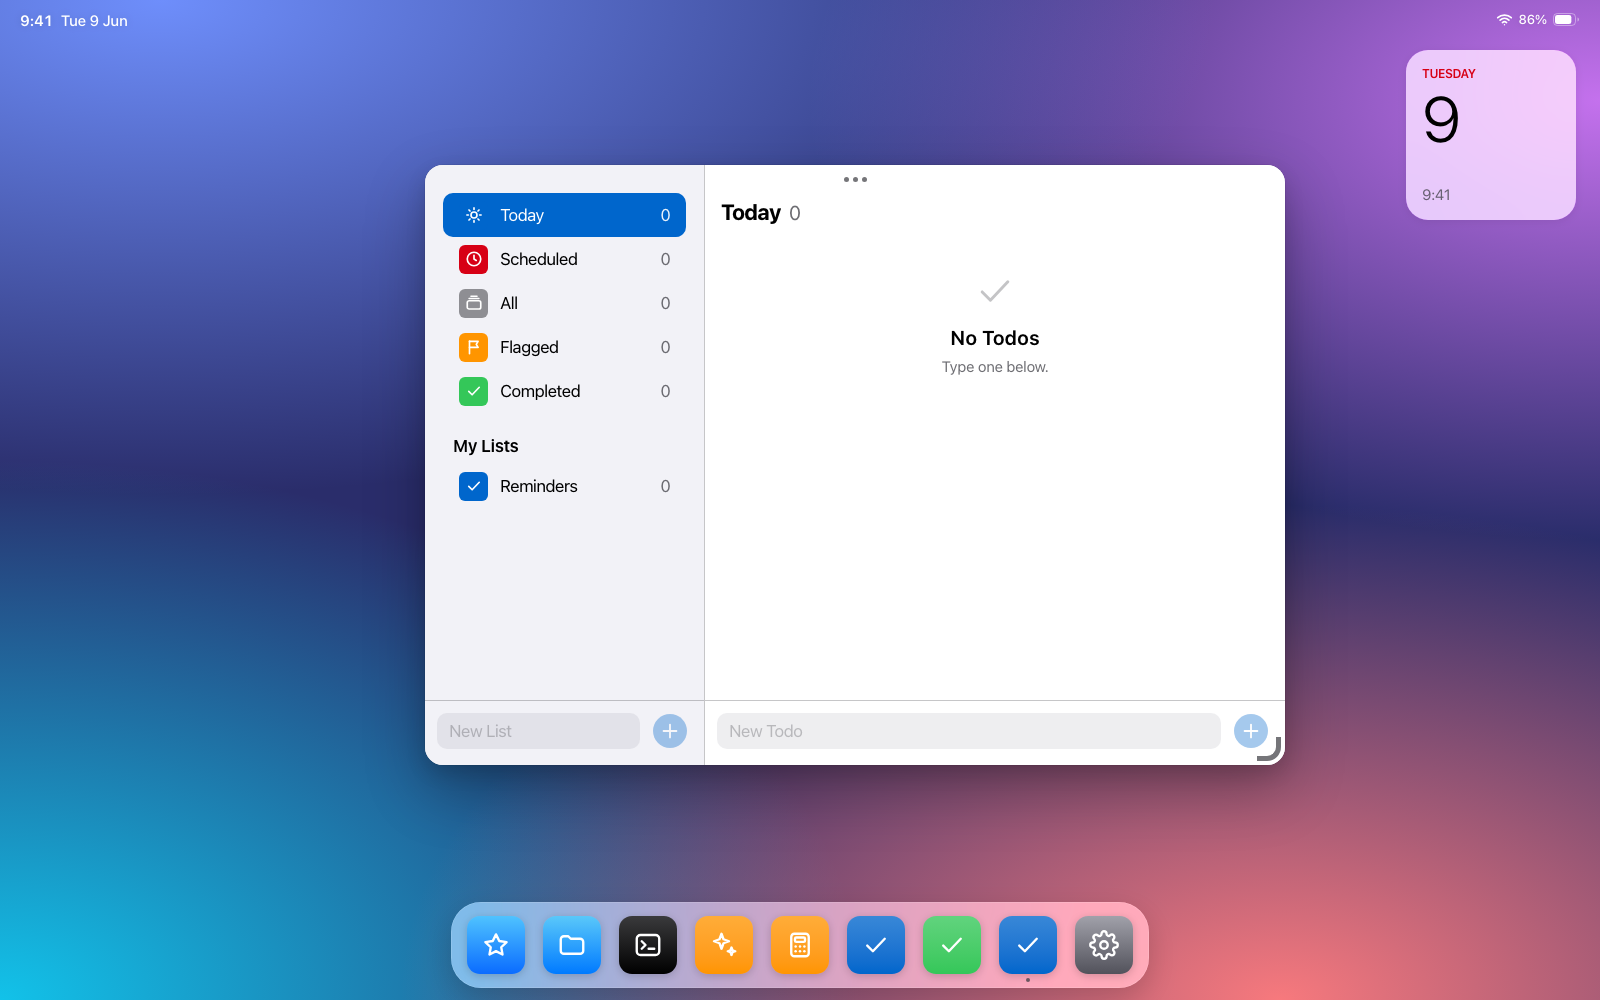 9:41 Tue 9 Jun
86%
TUESDAY
9
9:41
Today 0
Scheduled 0
All 0
Flagged 0
Completed 0
My Lists
Reminders 0
New List
Today 0
No Todos
Type one below.
New Todo